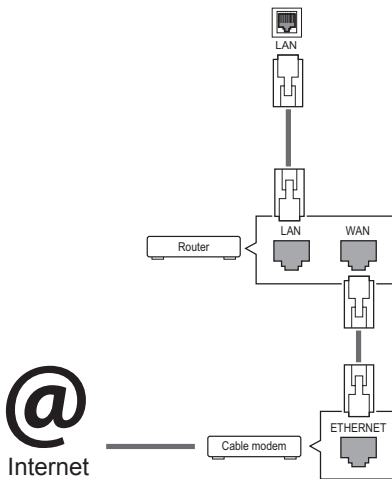 LAN
LAN
WAN
Router
ETHERNET
@
Cable modem
Internet